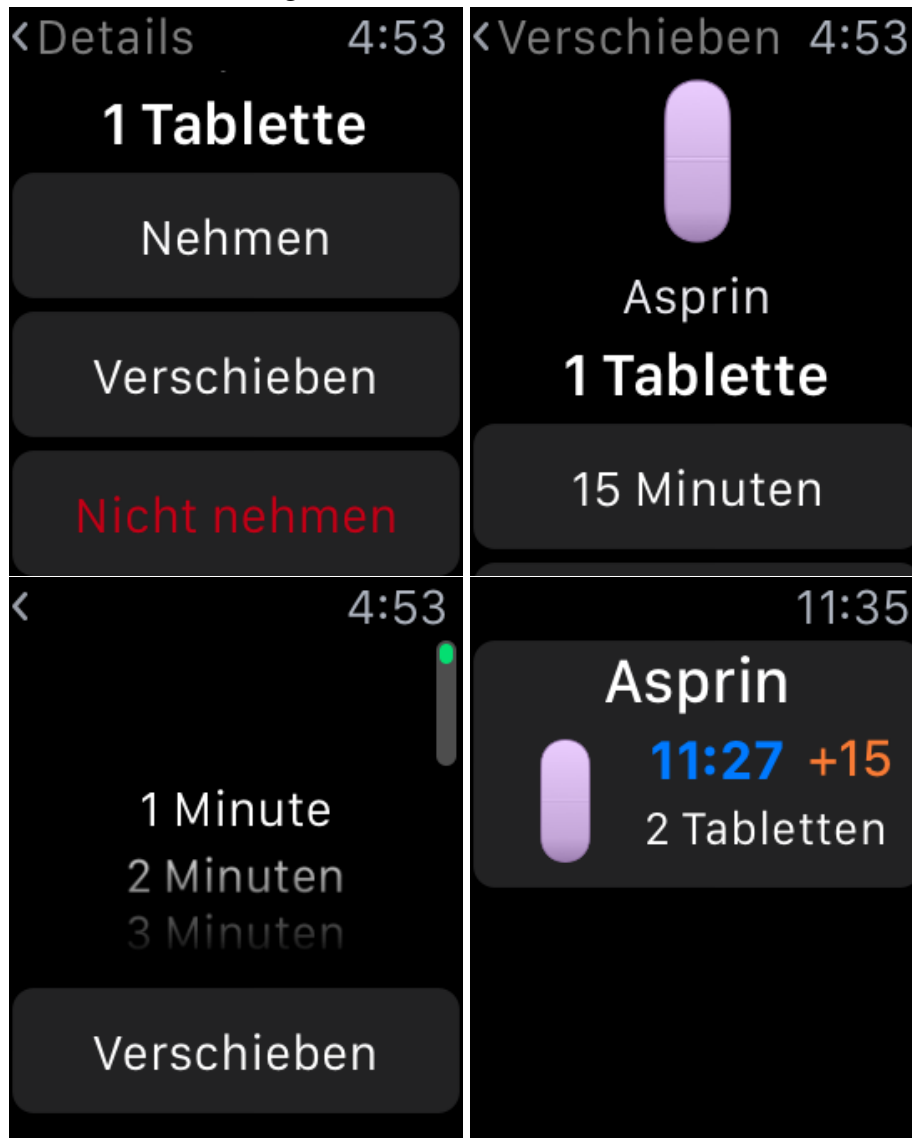 <Details 4:53
1 Tablette
Nehmen
Verschieben
Nicht nehmen
<Verschieben 4:53
Asprin
1 Tablette
15 Minuten
< 4:53
1 Minute
2 Minuten
3 Minuten
Verschieben
11:35
Asprin
11:27 +15
2 Tabletten